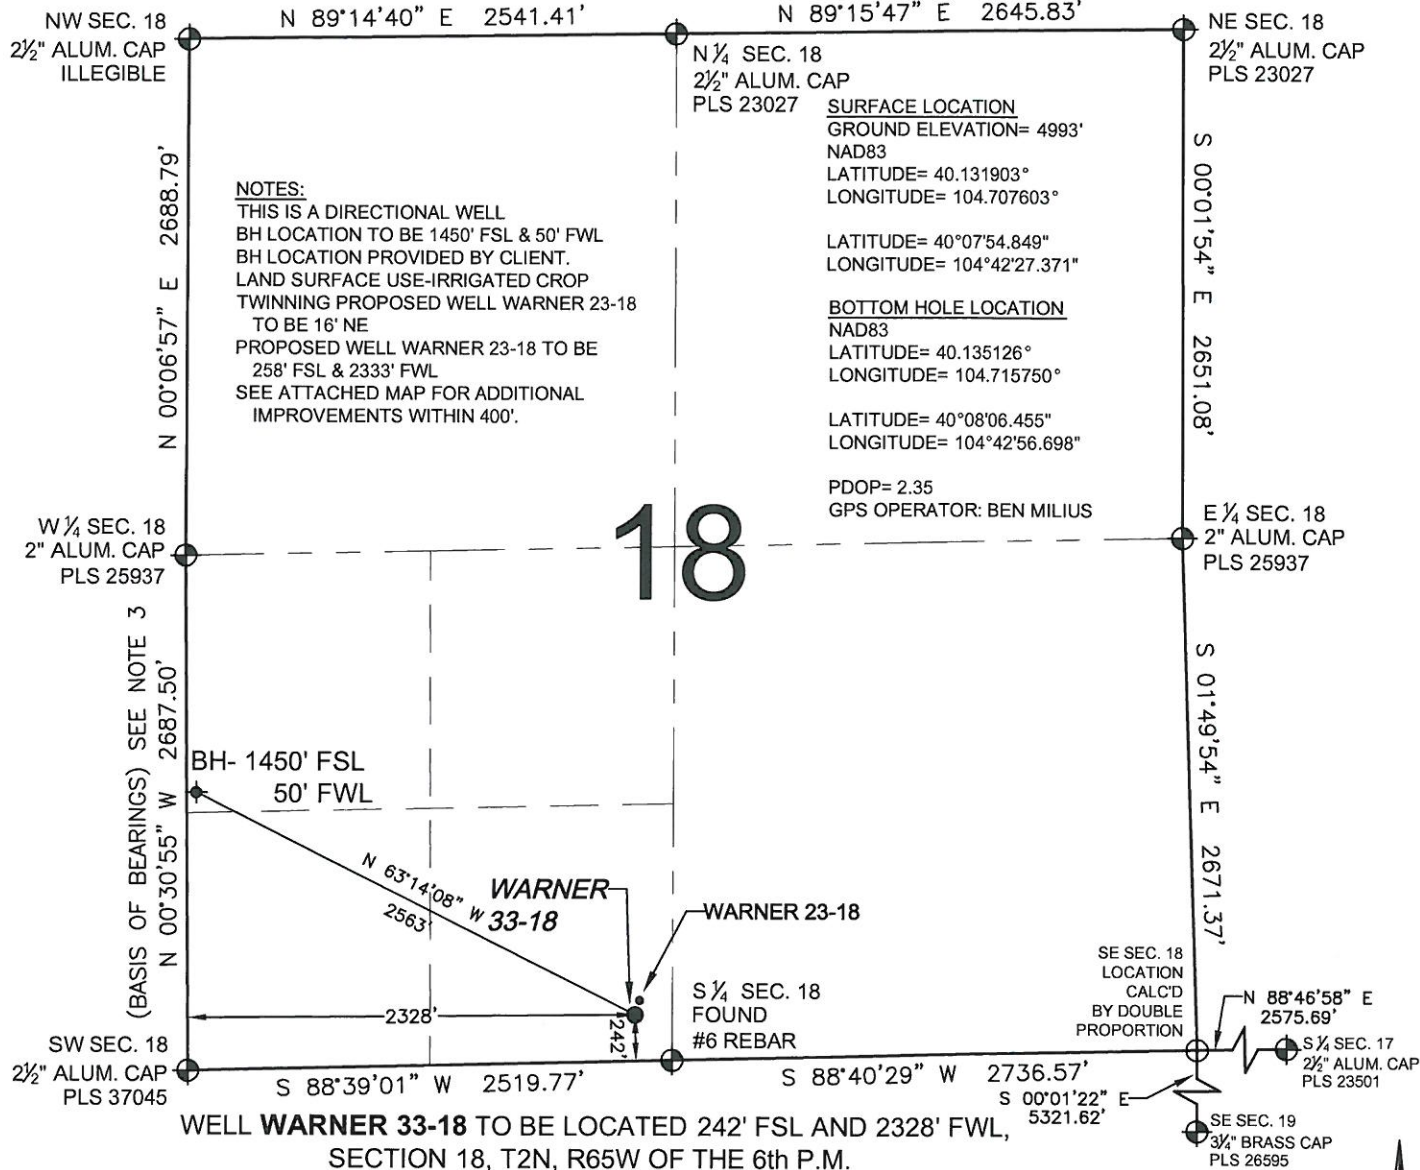 N 89°14'40" E 2541.41'
N 89°15'47" E 2645.83'
NW SEC. 18
2½" ALUM. CAP
ILLEGIBLE
N ¼ SEC. 18
2½" ALUM. CAP
PLS 23027
NE SEC. 18
2½" ALUM. CAP
PLS 23027
N 00°06'57" E 2688.79'
NOTES:
THIS IS A DIRECTIONAL WELL
BH LOCATION TO BE 1450' FSL & 50' FWL
BH LOCATION PROVIDED BY CLIENT.
LAND SURFACE USE-IRRIGATED CROP
TWINNING PROPOSED WELL WARNER 23-18
TO BE 16' NE
PROPOSED WELL WARNER 23-18 TO BE
258' FSL & 2333' FWL
SEE ATTACHED MAP FOR ADDITIONAL
IMPROVEMENTS WITHIN 400'.
SURFACE LOCATION
GROUND ELEVATION= 4993'
NAD83
LATITUDE= 40.131903°
LONGITUDE= 104.707603°
LATITUDE= 40°07'54.849"
LONGITUDE= 104°42'27.371"
BOTTOM HOLE LOCATION
NAD83
LATITUDE= 40.135126°
LONGITUDE= 104.715750°
LATITUDE= 40°08'06.455"
LONGITUDE= 104°42'56.698"
PDOP= 2.35
GPS OPERATOR: BEN MILIUS
S 00°01'54" E 2651.08'
W ¼ SEC. 18
2" ALUM. CAP
PLS 25937
18
E ¼ SEC. 18
2" ALUM. CAP
PLS 25937
(BASIS OF BEARINGS) SEE NOTE 3
N 00°30'55" W 2687.50'
S 01°49'54" E 2671.37'
BH- 1450' FSL
50' FWL
N 63°14'08" W
2563'
WARNER
33-18
WARNER 23-18
2328'
242'
S ¼ SEC. 18
FOUND
#6 REBAR
SE SEC. 18
LOCATION
CALC'D
BY DOUBLE
PROPORTION
N 88°46'58" E
2575.69'
S ¼ SEC. 17
2½" ALUM. CAP
PLS 23501
SW SEC. 18
2½" ALUM. CAP
PLS 37045
S 88°39'01" W 2519.77'
S 88°40'29" W 2736.57'
S 00°01'22" E
5321.62'
SE SEC. 19
3¼" BRASS CAP
PLS 26595
WELL WARNER 33-18 TO BE LOCATED 242' FSL AND 2328' FWL,
SECTION 18, T2N, R65W OF THE 6th P.M.